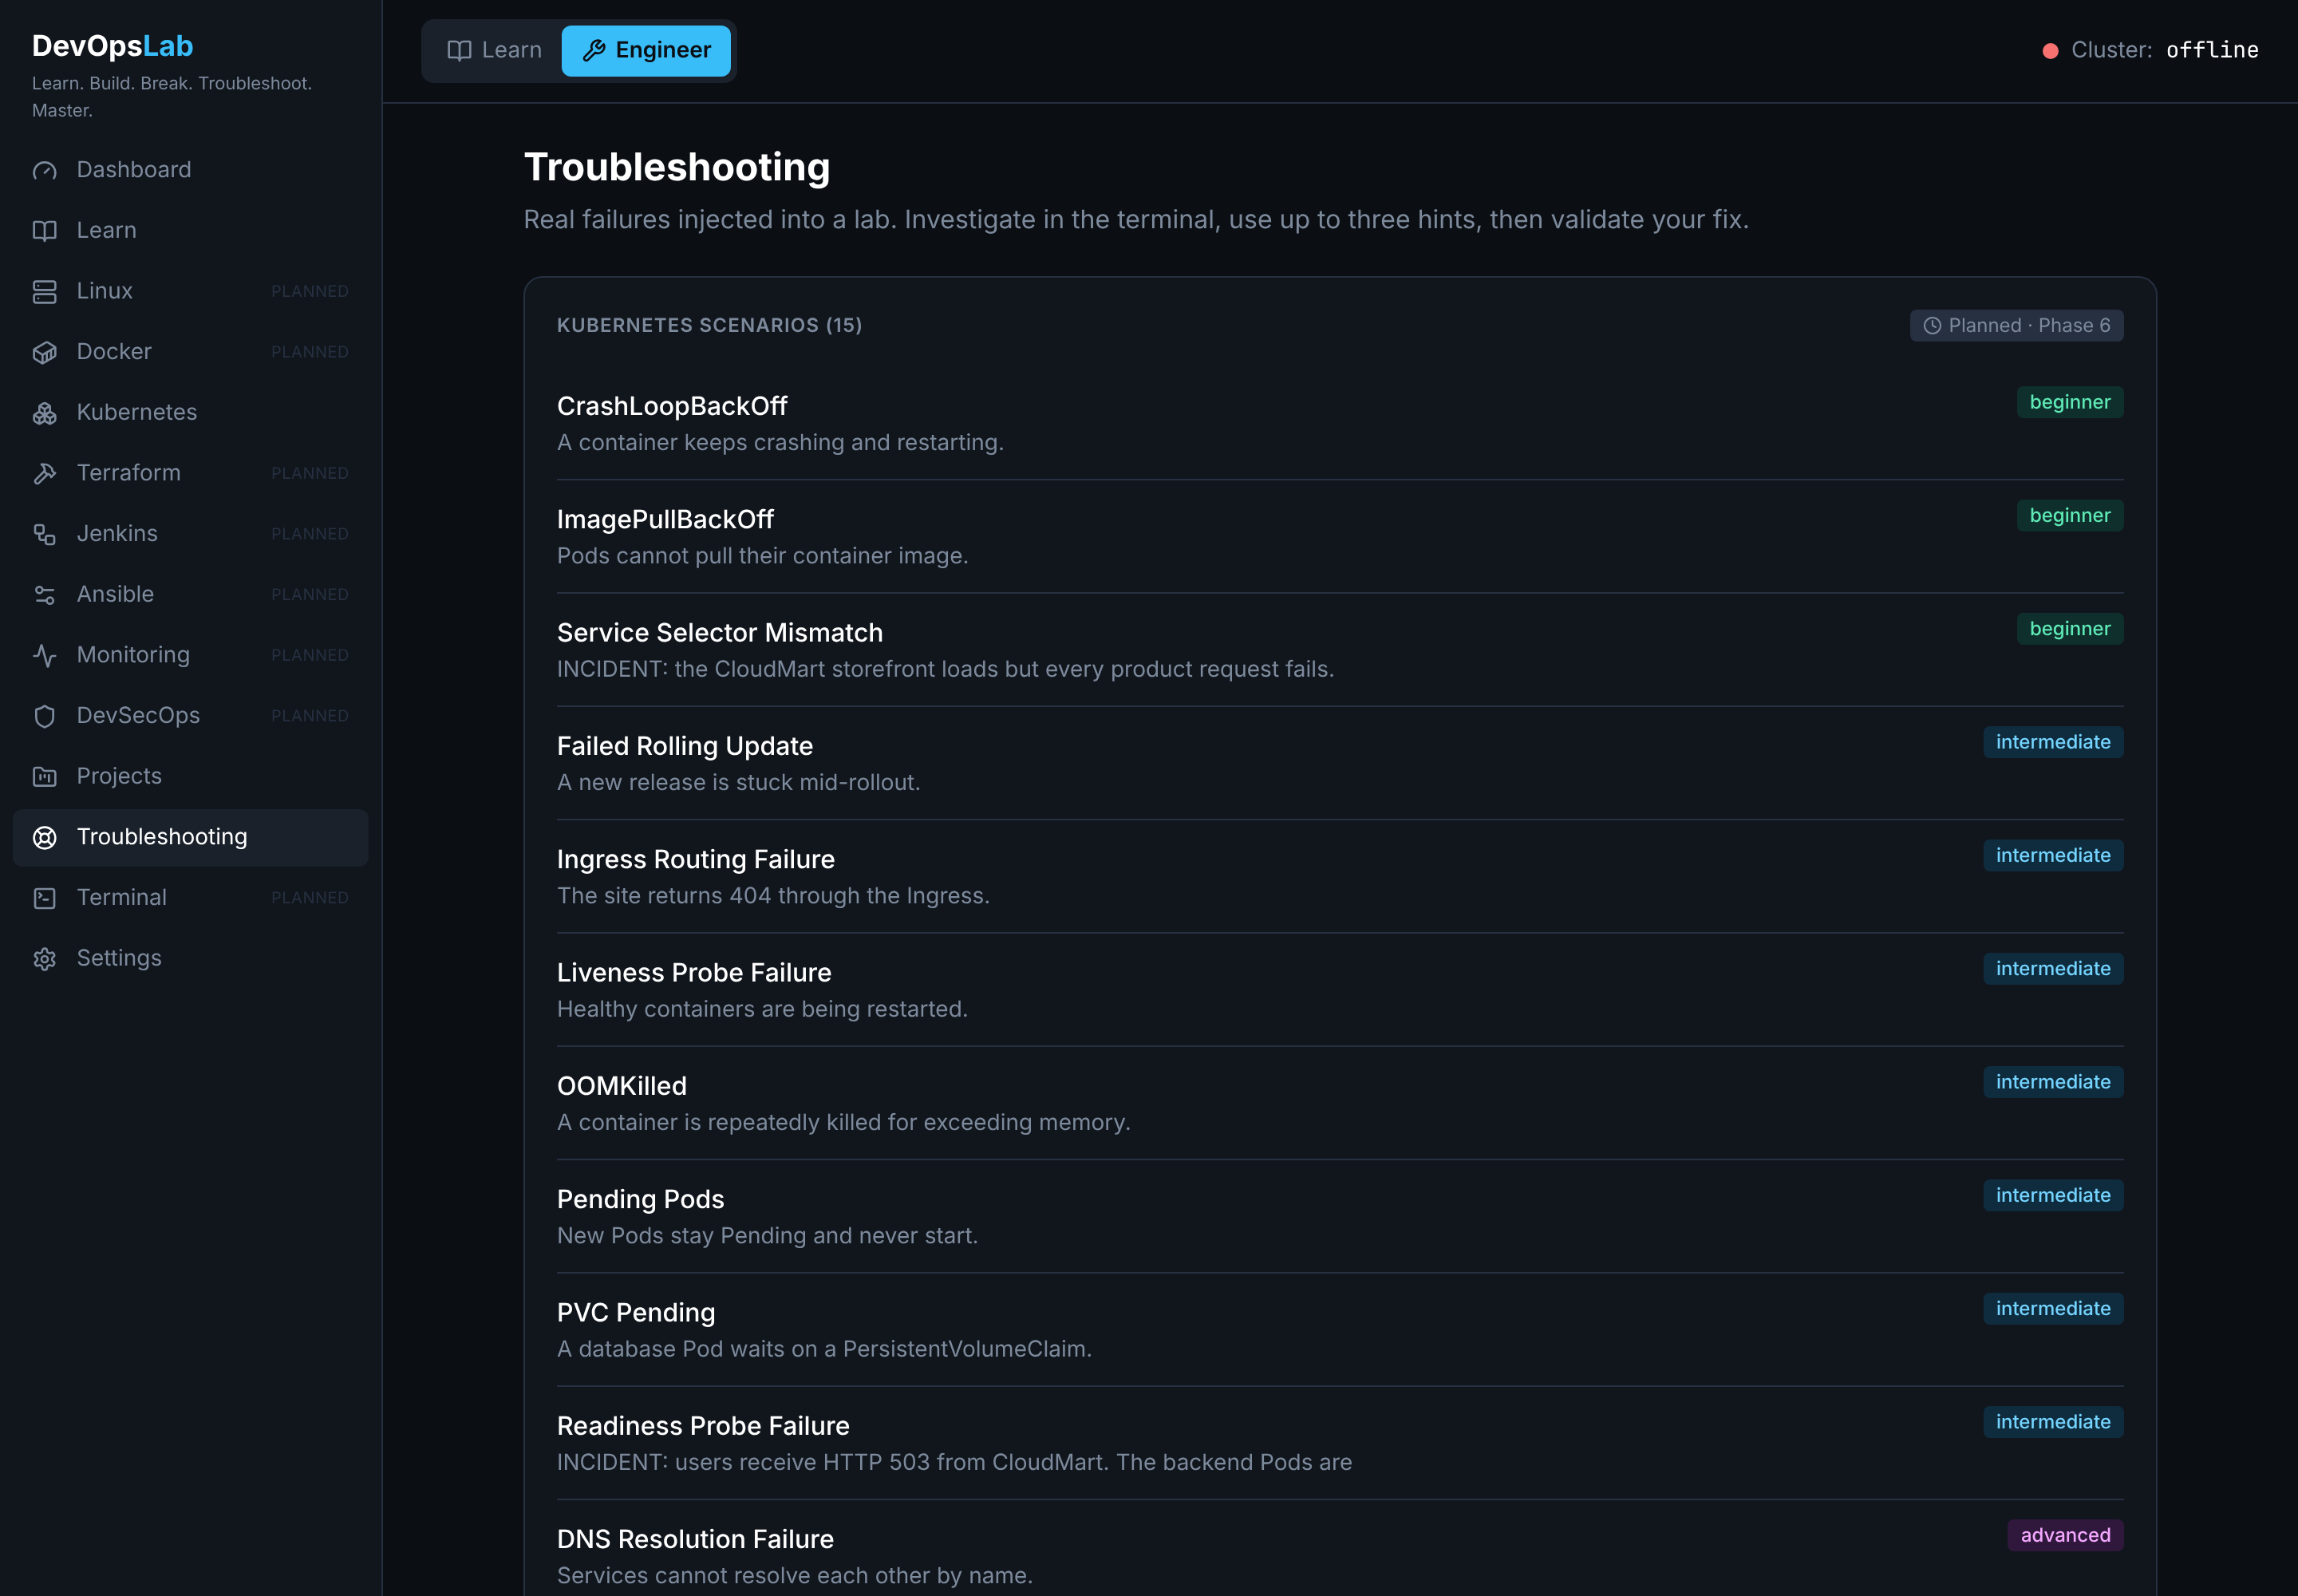 DevOpsLab
Learn. Build. Break. Troubleshoot.
Master.
Dashboard
Learn
Linux PLANNED
Docker PLANNED
Kubernetes
Terraform PLANNED
Jenkins PLANNED
Ansible PLANNED
Monitoring PLANNED
DevSecOps PLANNED
Projects
Troubleshooting
Terminal PLANNED
Settings
Learn Engineer
Cluster: offline
Troubleshooting
Real failures injected into a lab. Investigate in the terminal, use up to three hints, then validate your fix.
KUBERNETES SCENARIOS (15) Planned · Phase 6
CrashLoopBackOff beginner
A container keeps crashing and restarting.
ImagePullBackOff beginner
Pods cannot pull their container image.
Service Selector Mismatch beginner
INCIDENT: the CloudMart storefront loads but every product request fails.
Failed Rolling Update intermediate
A new release is stuck mid-rollout.
Ingress Routing Failure intermediate
The site returns 404 through the Ingress.
Liveness Probe Failure intermediate
Healthy containers are being restarted.
OOMKilled intermediate
A container is repeatedly killed for exceeding memory.
Pending Pods intermediate
New Pods stay Pending and never start.
PVC Pending intermediate
A database Pod waits on a PersistentVolumeClaim.
Readiness Probe Failure intermediate
INCIDENT: users receive HTTP 503 from CloudMart. The backend Pods are
DNS Resolution Failure advanced
Services cannot resolve each other by name.